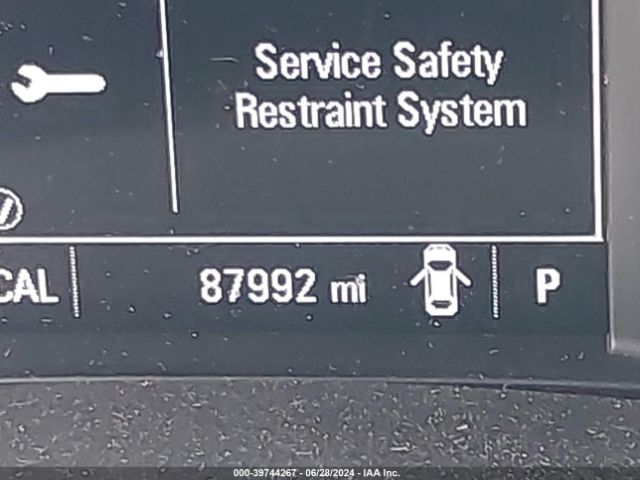 Service Safety
Restraint System
CAL 87992 mi P
000-39744267 - 06/28/2024 - IAA Inc.